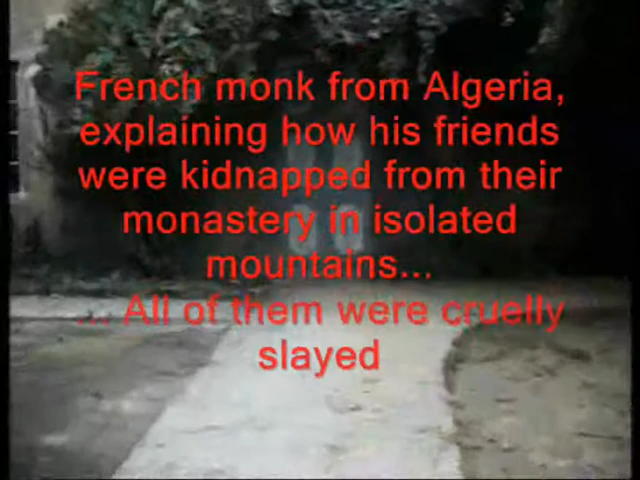 French monk from Algeria,
explaining how his friends
were kidnapped from their
monastery in isolated
mountains...
... All of them were cruelly
slayed